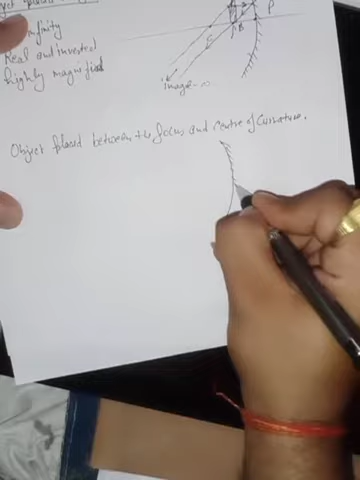 infinity
Real and inverted
highly magnified
P
image - ∞
Object placed between the focus and Centre of Curvature.